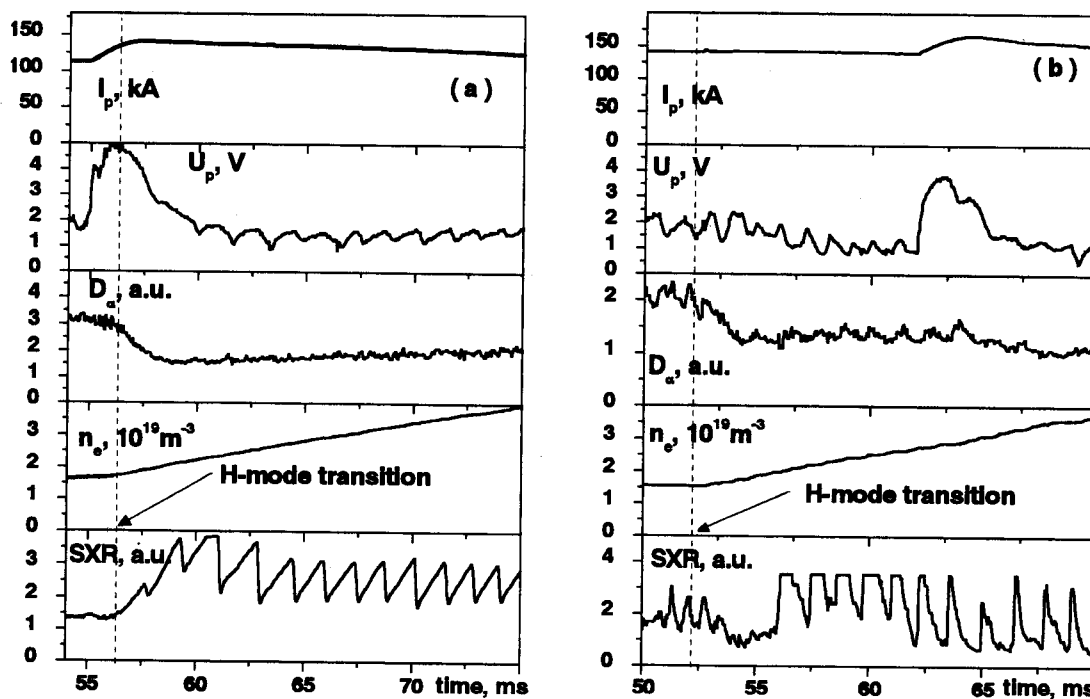 150
100
50
0
I_p, kA
(a)
4
3
2
1
0
U_p, V
4
3
2
1
0
D_α, a.u.
3
2
1
0
n_e, 10^19 m^-3
H-mode transition
3
2
1
0
SXR, a.u.
55 60 65 70 time, ms
150
100
50
0
I_p, kA
(b)
4
3
2
1
0
U_p, V
2
1
0
D_α, a.u.
3
2
1
0
n_e, 10^19 m^-3
H-mode transition
4
2
0
SXR, a.u.
50 55 60 65 time, ms